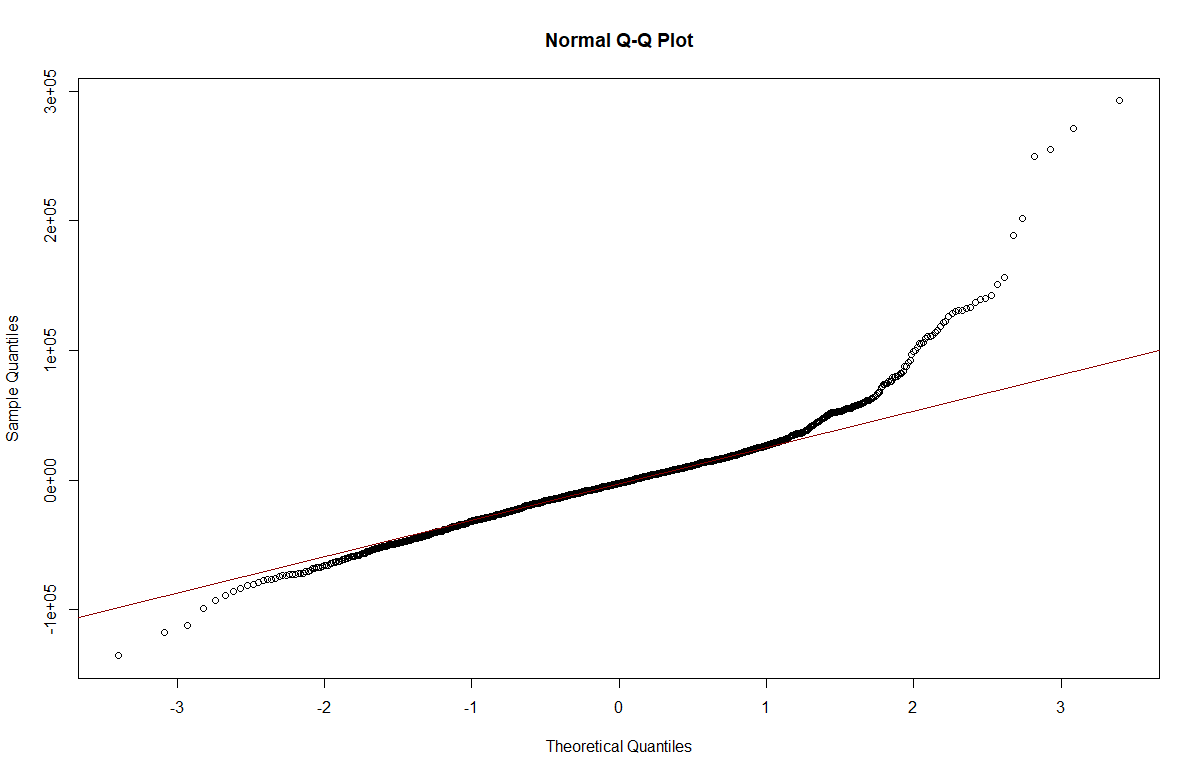 Normal Q-Q Plot
Sample Quantiles
3e+05
2e+05
1e+05
0e+00
-1e+05
-3 -2 -1 0 1 2 3
Theoretical Quantiles